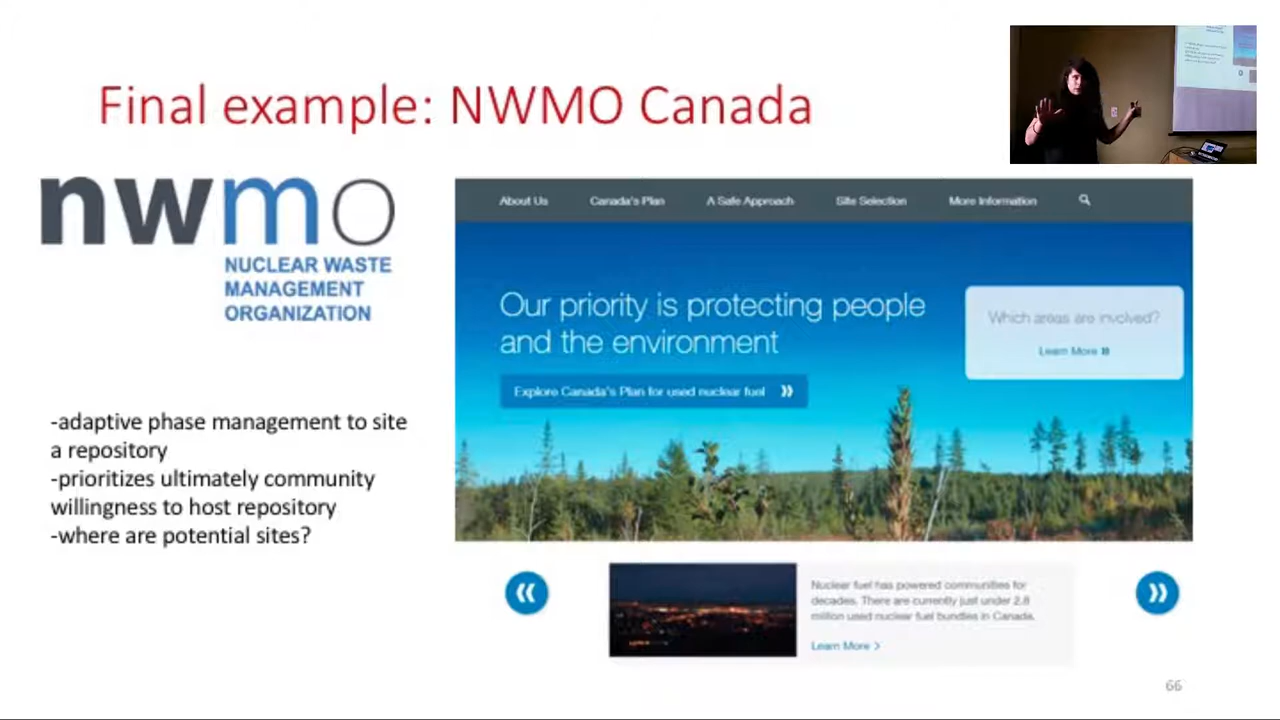 Final example: NWMO Canada
nwmo
NUCLEAR WASTE
MANAGEMENT
ORGANIZATION
-adaptive phase management to site
a repository
-prioritizes ultimately community
willingness to host repository
-where are potential sites?
About Us Canada's Plan A Safe Approach Site Selection More Information
Our priority is protecting people
and the environment
Explore Canada's Plan for used nuclear fuel »
Which areas are involved?
Learn More »
Nuclear fuel has powered communities for
decades. There are currently just under 2.8
million used nuclear fuel bundles in Canada.
Learn More >
66